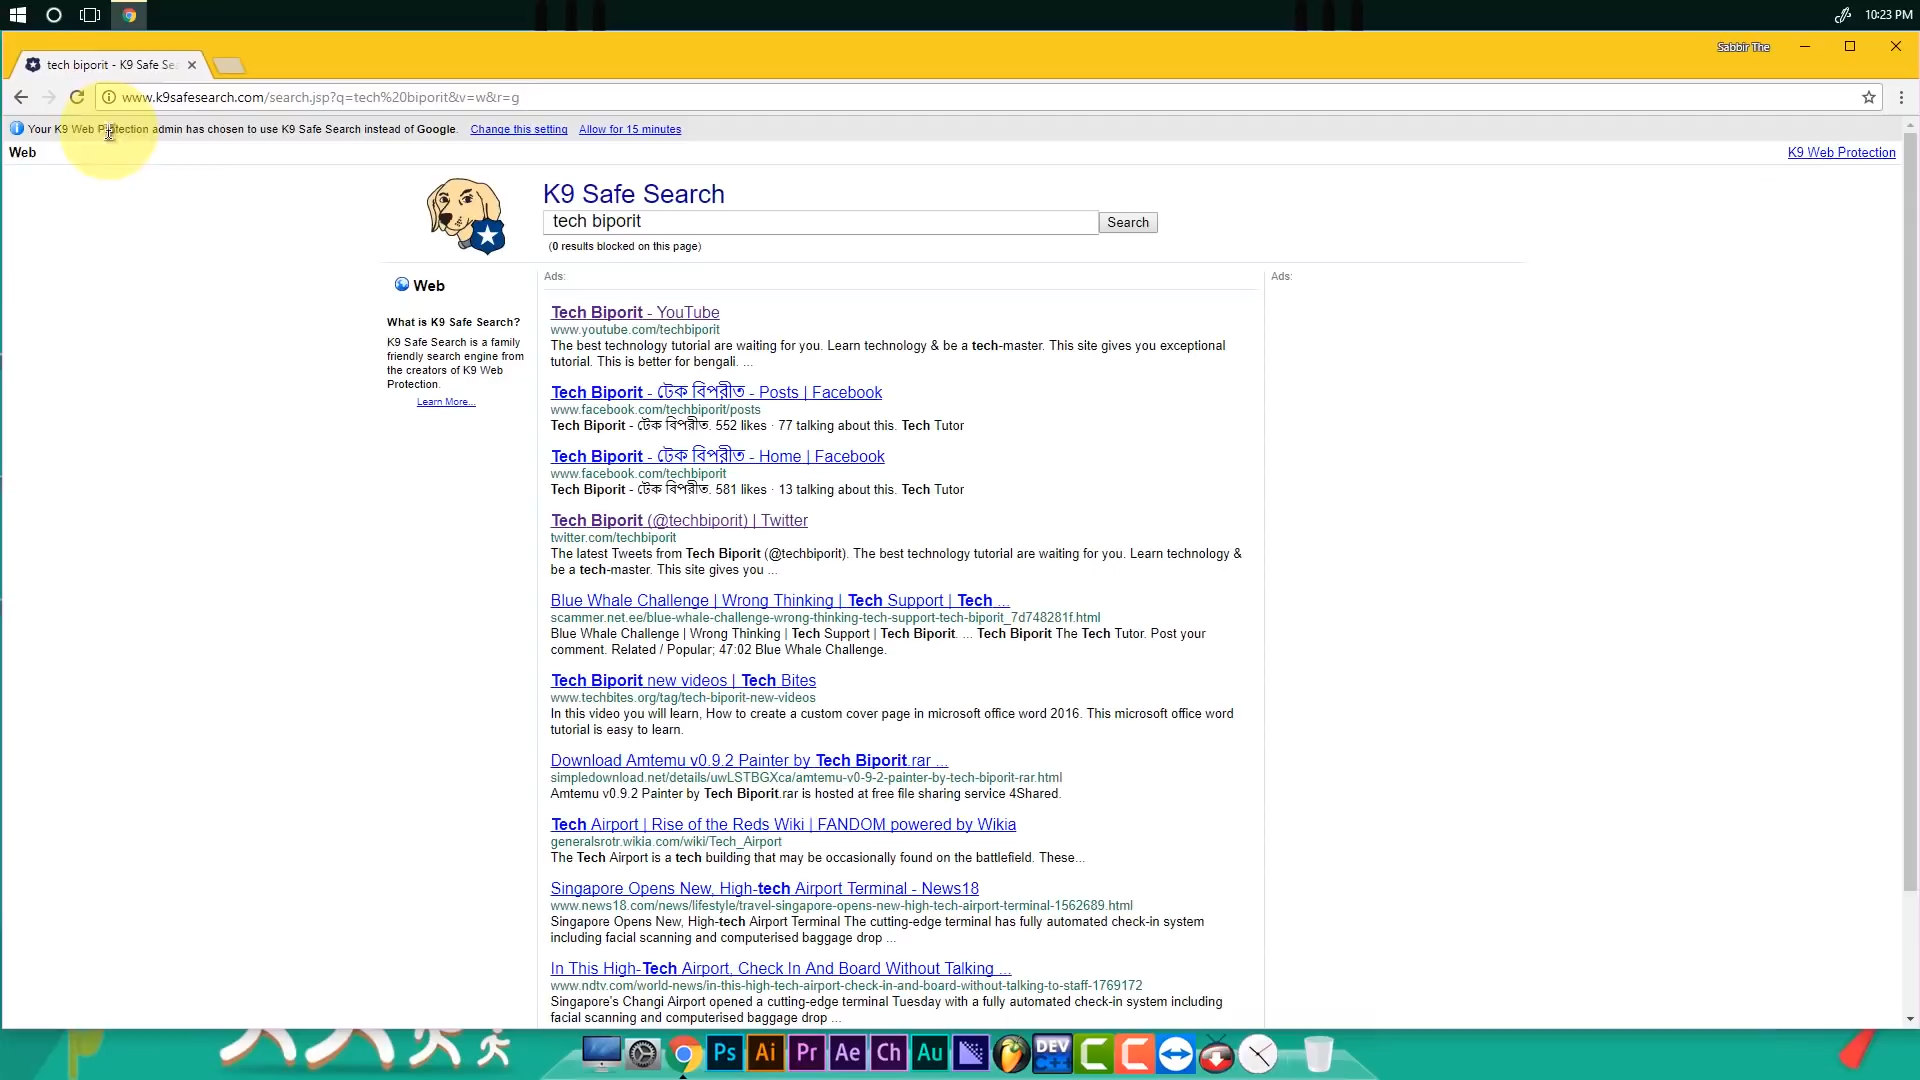 10:23 PM
Sabbir The
tech biporit - K9 Safe Se
www.k9safesearch.com/search.jsp?q=tech%20biporit&v=w&r=g
Your K9 Web Protection admin has chosen to use K9 Safe Search instead of Google. Change this setting Allow for 15 minutes
Web
K9 Web Protection
K9 Safe Search
tech biporit
Search
(0 results blocked on this page)
Web
What is K9 Safe Search?
K9 Safe Search is a family
friendly search engine from
the creators of K9 Web
Protection.
Learn More...
Ads:
Ads:
Tech Biporit - YouTube
www.youtube.com/techbiporit
The best technology tutorial are waiting for you. Learn technology & be a tech-master. This site gives you exceptional
tutorial. This is better for bengali. ...
Tech Biporit - টেক বিপরীত - Posts | Facebook
www.facebook.com/techbiporit/posts
Tech Biporit - টেক বিপরীত. 552 likes · 77 talking about this. Tech Tutor
Tech Biporit - টেক বিপরীত - Home | Facebook
www.facebook.com/techbiporit
Tech Biporit - টেক বিপরীত. 581 likes · 13 talking about this. Tech Tutor
Tech Biporit (@techbiporit) | Twitter
twitter.com/techbiporit
The latest Tweets from Tech Biporit (@techbiporit). The best technology tutorial are waiting for you. Learn technology &
be a tech-master. This site gives you ...
Blue Whale Challenge | Wrong Thinking | Tech Support | Tech ...
scammer.net.ee/blue-whale-challenge-wrong-thinking-tech-support-tech-biporit_7d748281f.html
Blue Whale Challenge | Wrong Thinking | Tech Support | Tech Biporit. ... Tech Biporit The Tech Tutor. Post your
comment. Related / Popular; 47:02 Blue Whale Challenge.
Tech Biporit new videos | Tech Bites
www.techbites.org/tag/tech-biporit-new-videos
In this video you will learn, How to create a custom cover page in microsoft office word 2016. This microsoft office word
tutorial is easy to learn.
Download Amtemu v0.9.2 Painter by Tech Biporit.rar ...
simpledownload.net/details/uwLSTBGXca/amtemu-v0-9-2-painter-by-tech-biporit-rar.html
Amtemu v0.9.2 Painter by Tech Biporit.rar is hosted at free file sharing service 4Shared.
Tech Airport | Rise of the Reds Wiki | FANDOM powered by Wikia
generalsrotr.wikia.com/wiki/Tech_Airport
The Tech Airport is a tech building that may be occasionally found on the battlefield. These...
Singapore Opens New, High-tech Airport Terminal - News18
www.news18.com/news/lifestyle/travel-singapore-opens-new-high-tech-airport-terminal-1562689.html
Singapore Opens New, High-tech Airport Terminal The cutting-edge terminal has fully automated check-in system
including facial scanning and computerised baggage drop ...
In This High-Tech Airport, Check In And Board Without Talking ...
www.ndtv.com/world-news/in-this-high-tech-airport-check-in-and-board-without-talking-to-staff-1769172
Singapore's Changi Airport opened a cutting-edge terminal Tuesday with a fully automated check-in system including
facial scanning and computerised baggage drop ...
Ps Ai Pr Ae Ch Au DEV C++